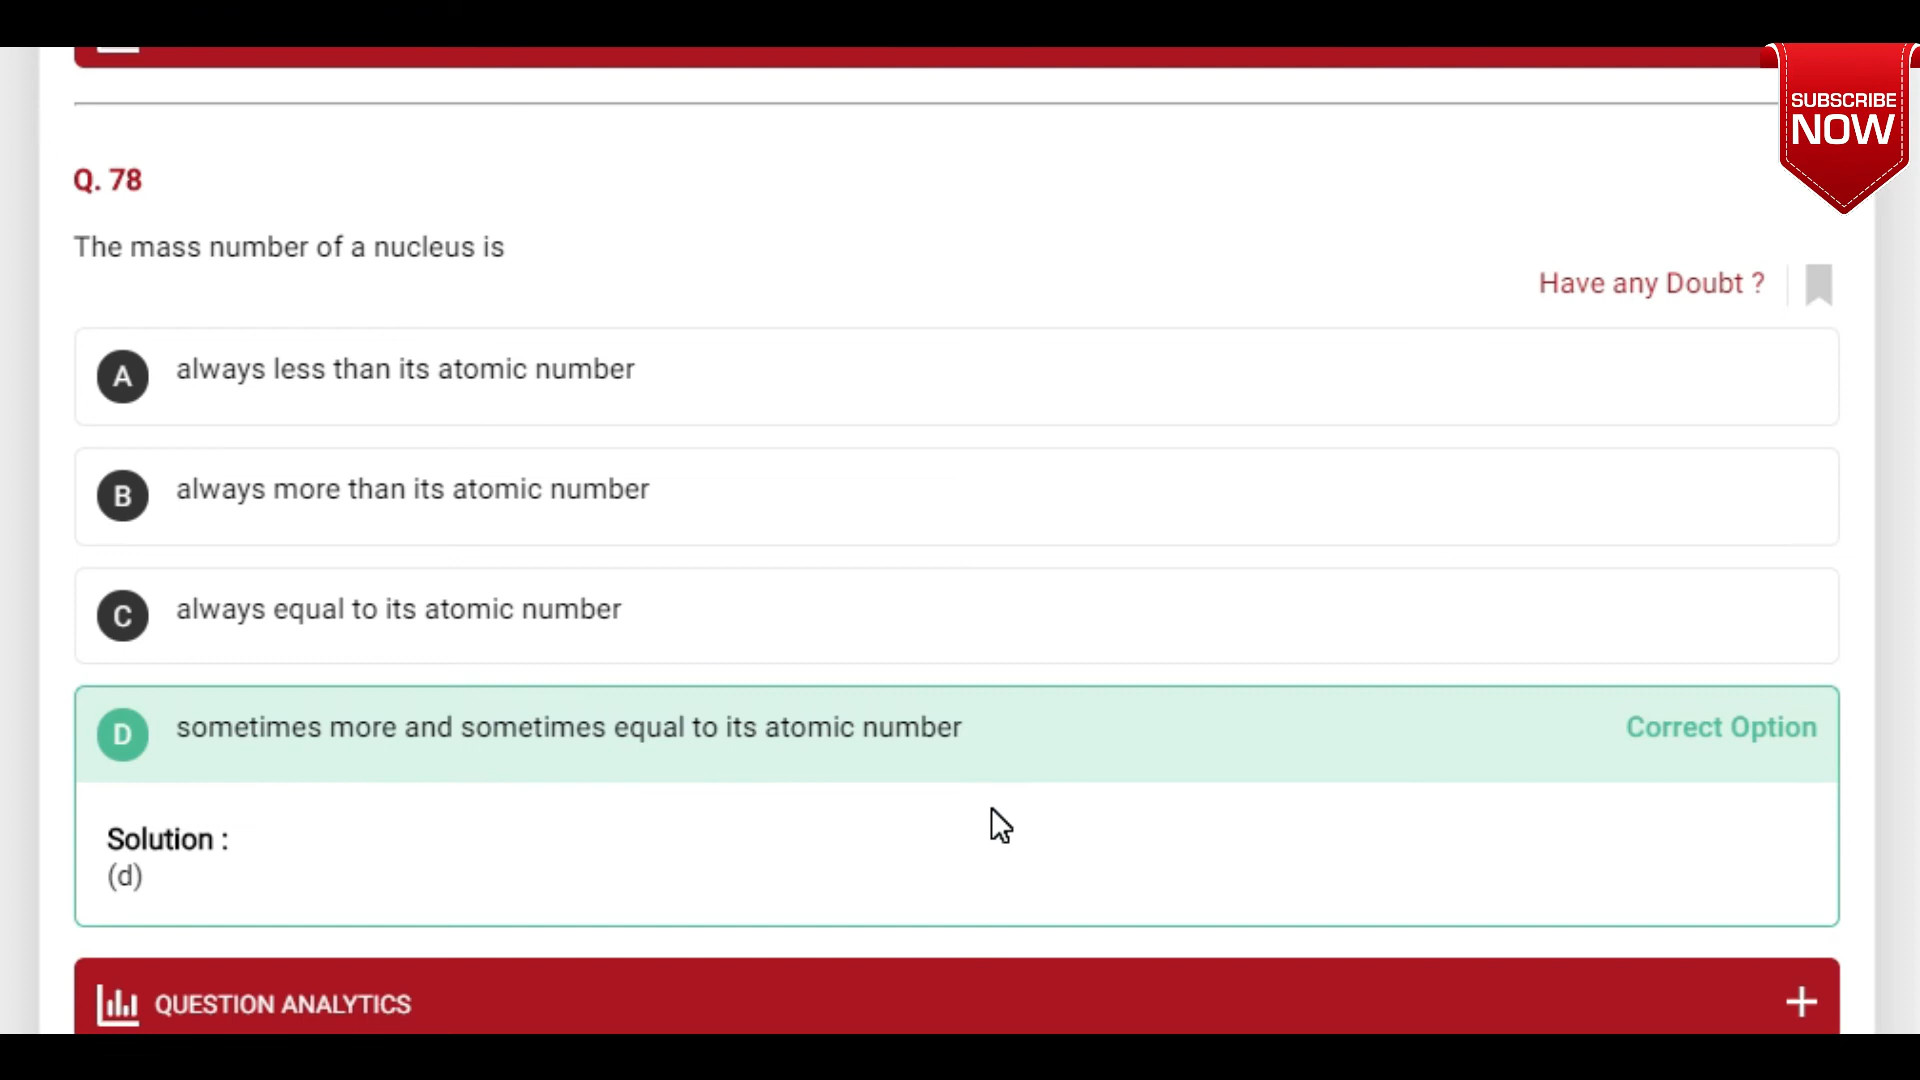 SUBSCRIBE
NOW
Q. 78
The mass number of a nucleus is
Have any Doubt ?
A always less than its atomic number
B always more than its atomic number
C always equal to its atomic number
D sometimes more and sometimes equal to its atomic number Correct Option
Solution :
(d)
QUESTION ANALYTICS +